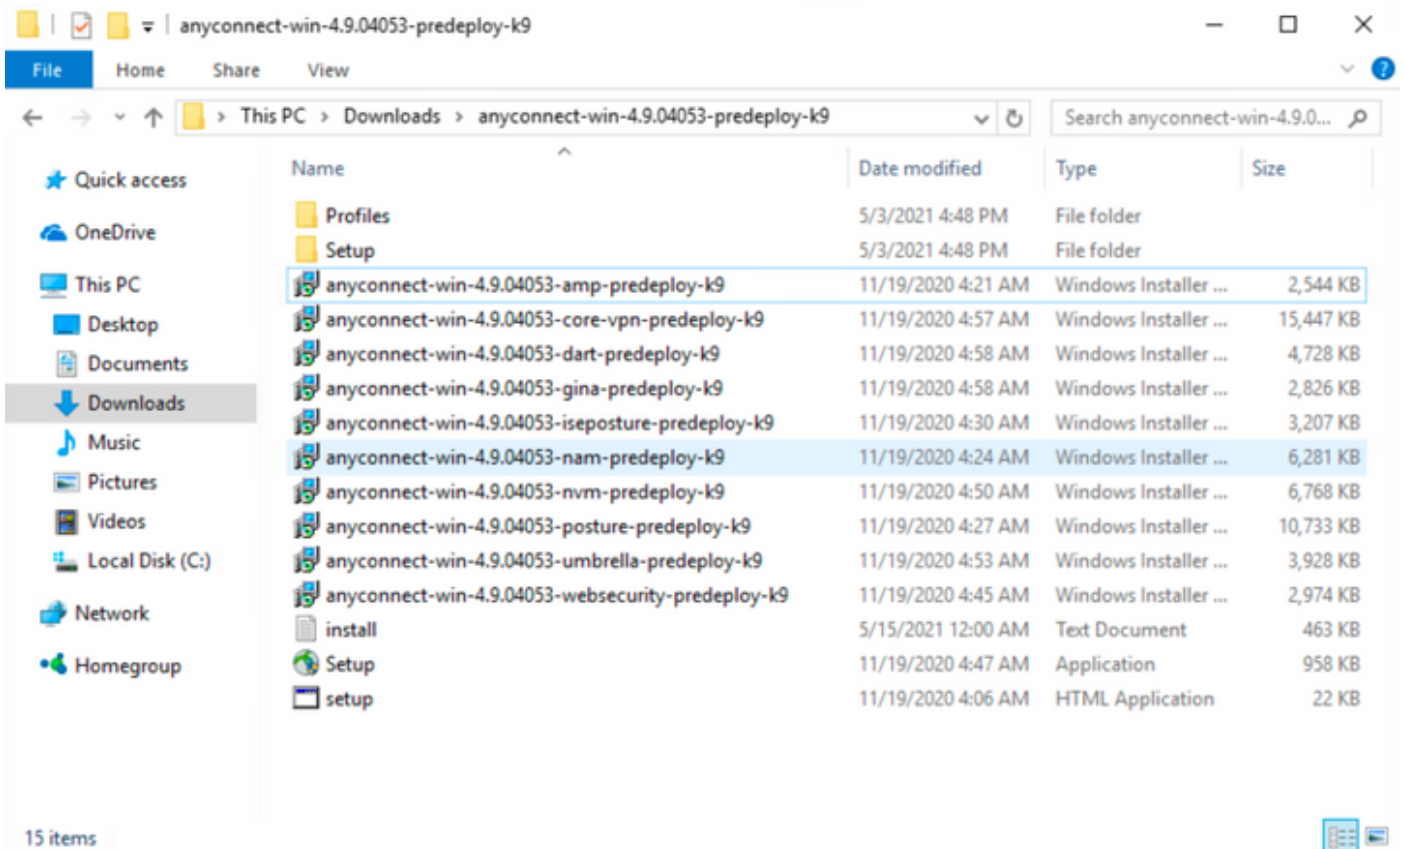 anyconnect-win-4.9.04053-predeploy-k9
File Home Share View
This PC > Downloads > anyconnect-win-4.9.04053-predeploy-k9 Search anyconnect-win-4.9.0...
Name Date modified Type Size
Quick access
OneDrive
This PC
Desktop
Documents
Downloads
Music
Pictures
Videos
Local Disk (C:)
Network
Homegroup
Profiles 5/3/2021 4:48 PM File folder
Setup 5/3/2021 4:48 PM File folder
anyconnect-win-4.9.04053-amp-predeploy-k9 11/19/2020 4:21 AM Windows Installer ... 2,544 KB
anyconnect-win-4.9.04053-core-vpn-predeploy-k9 11/19/2020 4:57 AM Windows Installer ... 15,447 KB
anyconnect-win-4.9.04053-dart-predeploy-k9 11/19/2020 4:58 AM Windows Installer ... 4,728 KB
anyconnect-win-4.9.04053-gina-predeploy-k9 11/19/2020 4:58 AM Windows Installer ... 2,826 KB
anyconnect-win-4.9.04053-iseposture-predeploy-k9 11/19/2020 4:30 AM Windows Installer ... 3,207 KB
anyconnect-win-4.9.04053-nam-predeploy-k9 11/19/2020 4:24 AM Windows Installer ... 6,281 KB
anyconnect-win-4.9.04053-nvm-predeploy-k9 11/19/2020 4:50 AM Windows Installer ... 6,768 KB
anyconnect-win-4.9.04053-posture-predeploy-k9 11/19/2020 4:27 AM Windows Installer ... 10,733 KB
anyconnect-win-4.9.04053-umbrella-predeploy-k9 11/19/2020 4:53 AM Windows Installer ... 3,928 KB
anyconnect-win-4.9.04053-websecurity-predeploy-k9 11/19/2020 4:45 AM Windows Installer ... 2,974 KB
install 5/15/2021 12:00 AM Text Document 463 KB
Setup 11/19/2020 4:47 AM Application 958 KB
setup 11/19/2020 4:06 AM HTML Application 22 KB
15 items